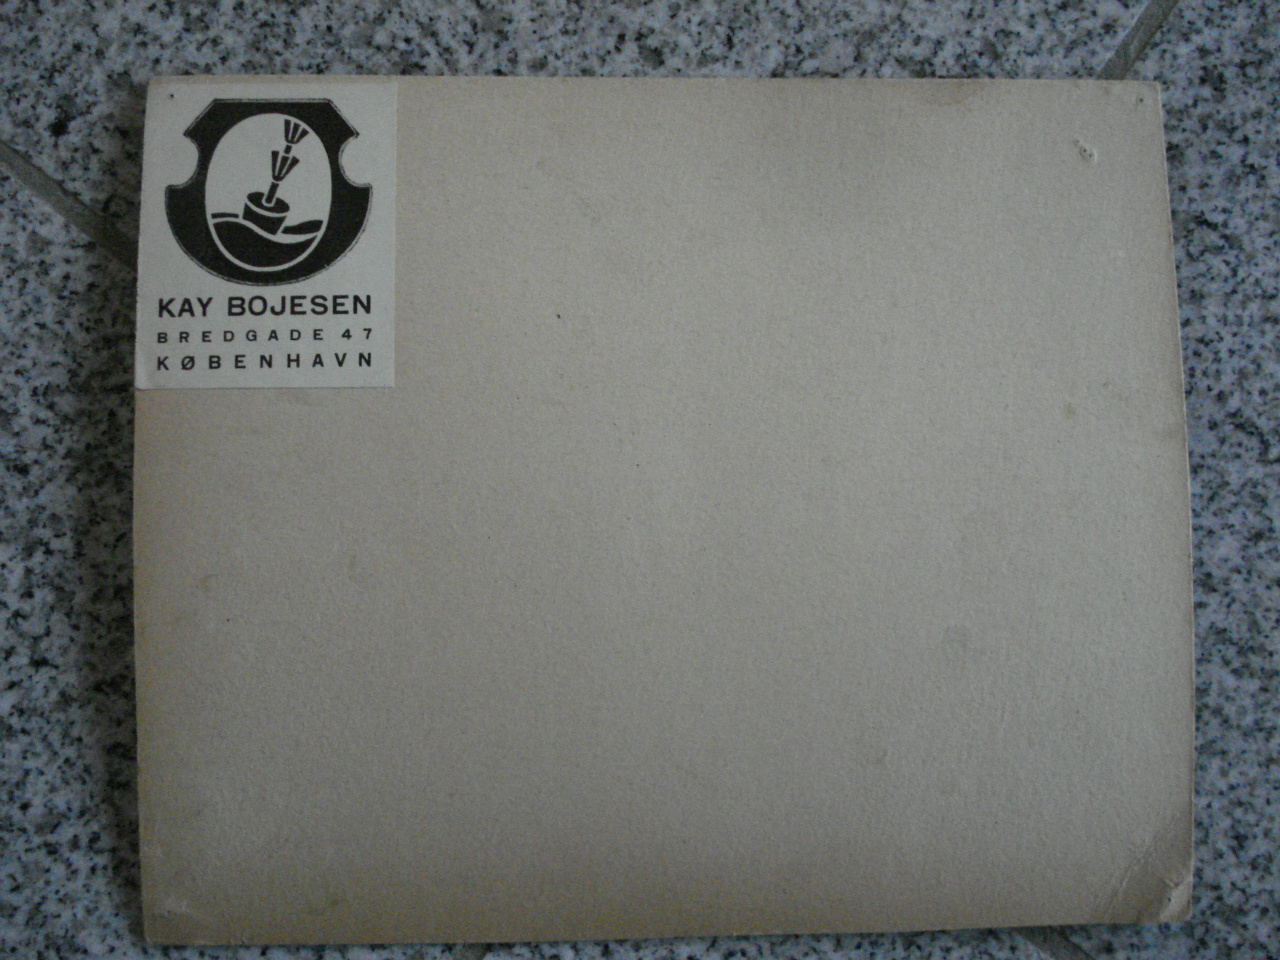 KAY BOJESEN
BREDGADE 47
KØBENHAVN